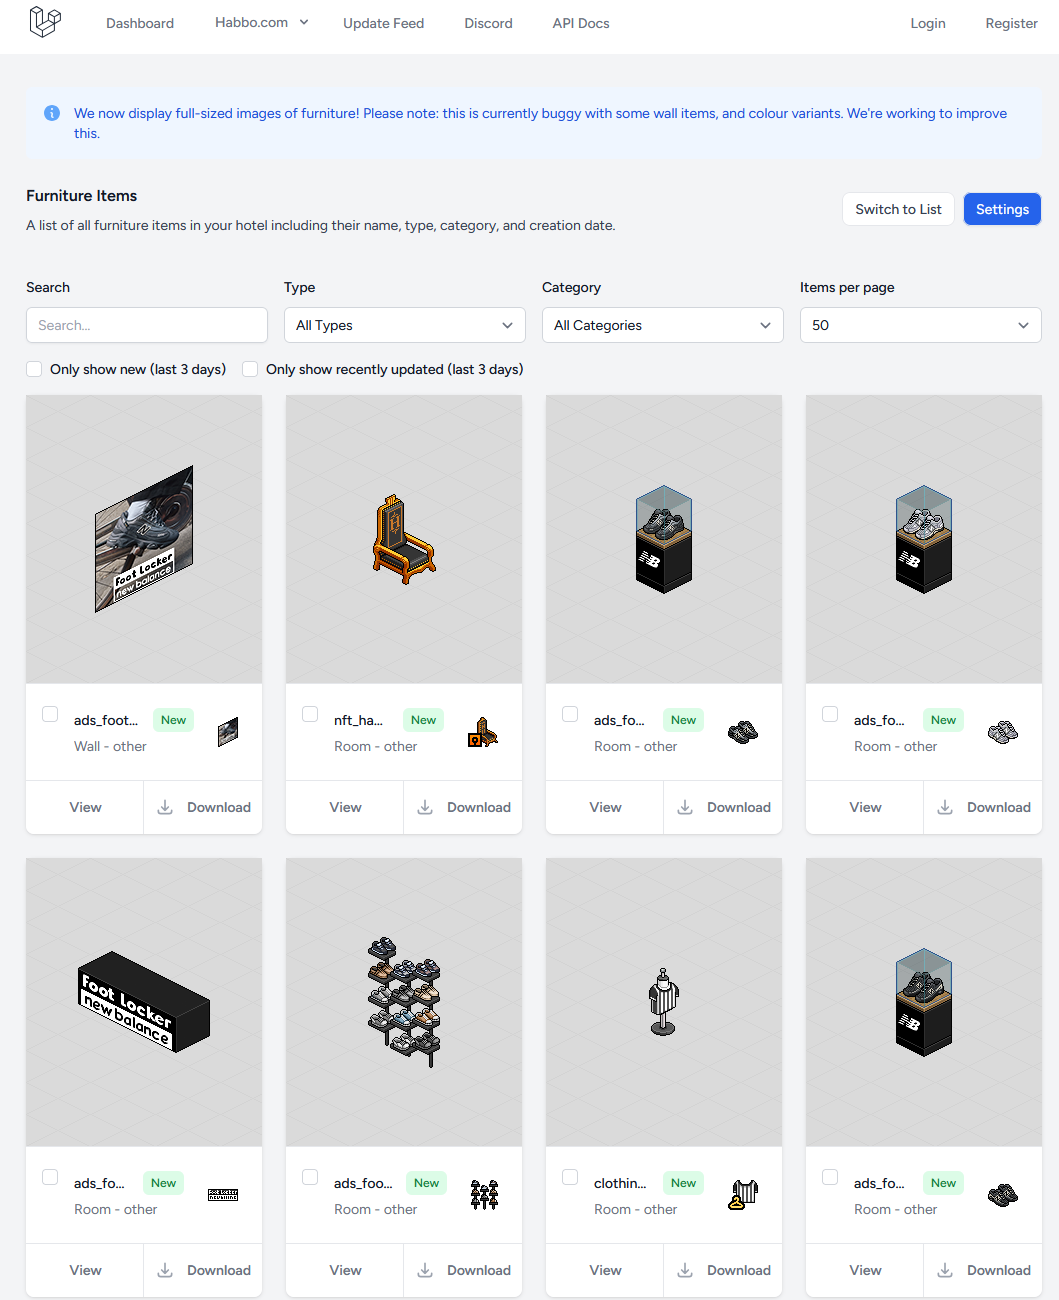 Dashboard Habbo.com Update Feed Discord API Docs Login Register
We now display full-sized images of furniture! Please note: this is currently buggy with some wall items, and colour variants. We're working to improve
this.
Furniture Items
A list of all furniture items in your hotel including their name, type, category, and creation date.
Switch to List Settings
Search Type Category Items per page
Search... All Types All Categories 50
Only show new (last 3 days) Only show recently updated (last 3 days)
Foot Locker
new balance
NB NB
ads_foot... New nft_ha... New ads_fo... New ads_fo... New
Wall - other Room - other Room - other Room - other
View Download View Download View Download View Download
Foot Locker
new balance
NB
ads_fo... New ads_foo... New clothin... New ads_fo... New
Room - other Room - other Room - other Room - other
View Download View Download View Download View Download